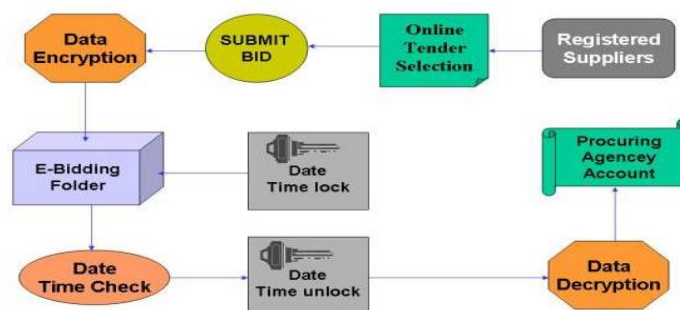 Data
Encryption
SUBMIT
BID
Online
Tender
Selection
Registered
Suppliers
E-Bidding
Folder
Date
Time lock
Procuring
Agencey
Account
Date
Time Check
Date
Time unlock
Data
Decryption